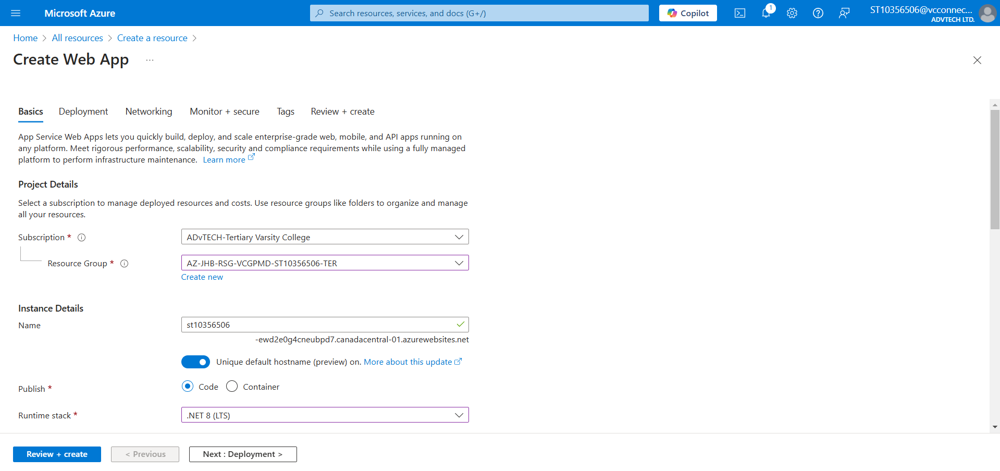 Microsoft Azure
Search resources, services, and docs (G+/)
Copilot
1
ST10356506@vcconnec...
ADVTECH LTD.
Home > All resources > Create a resource >
Create Web App ...
Basics Deployment Networking Monitor + secure Tags Review + create
App Service Web Apps lets you quickly build, deploy, and scale enterprise-grade web, mobile, and API apps running on
any platform. Meet rigorous performance, scalability, security and compliance requirements while using a fully managed
platform to perform infrastructure maintenance. Learn more
Project Details
Select a subscription to manage deployed resources and costs. Use resource groups like folders to organize and manage
all your resources.
Subscription *
ADvTECH-Tertiary Varsity College
Resource Group *
AZ-JHB-RSG-VCGPMD-ST10356506-TER
Create new
Instance Details
Name
st10356506
-ewd2e0g4cneubpd7.canadacentral-01.azurewebsites.net
Unique default hostname (preview) on. More about this update
Publish *
Code Container
Runtime stack *
.NET 8 (LTS)
Review + create
< Previous
Next : Deployment >